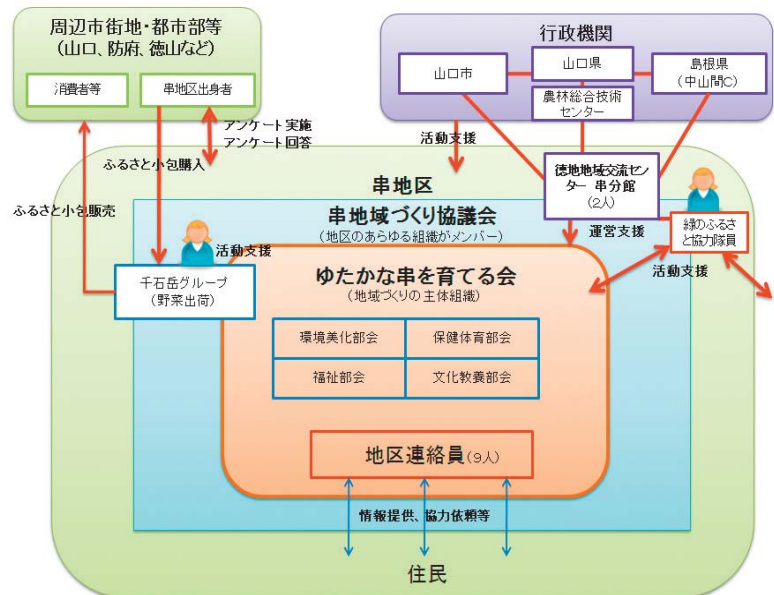 周辺市街地・都市部等
(山口、防府、徳山など)
消費者等
串地区出身者
行政機関
山口市
山口県
農林総合技術
センター
島根県
(中山間C)
アンケート実施
アンケート回答
活動支援
ふるさと小包購入
ふるさと小包販売
串地区
徳地地域交流セン
ター 串分館
(2人)
串地域づくり協議会
(地区のあらゆる組織がメンバー)
運営支援
緑のふるさ
と協力隊員
活動支援
活動支援
千石岳グループ
(野菜出荷)
ゆたかな串を育てる会
(地域づくりの主体組織)
環境美化部会
保健体育部会
福祉部会
文化教養部会
地区連絡員(9人)
情報提供、協力依頼等
住民